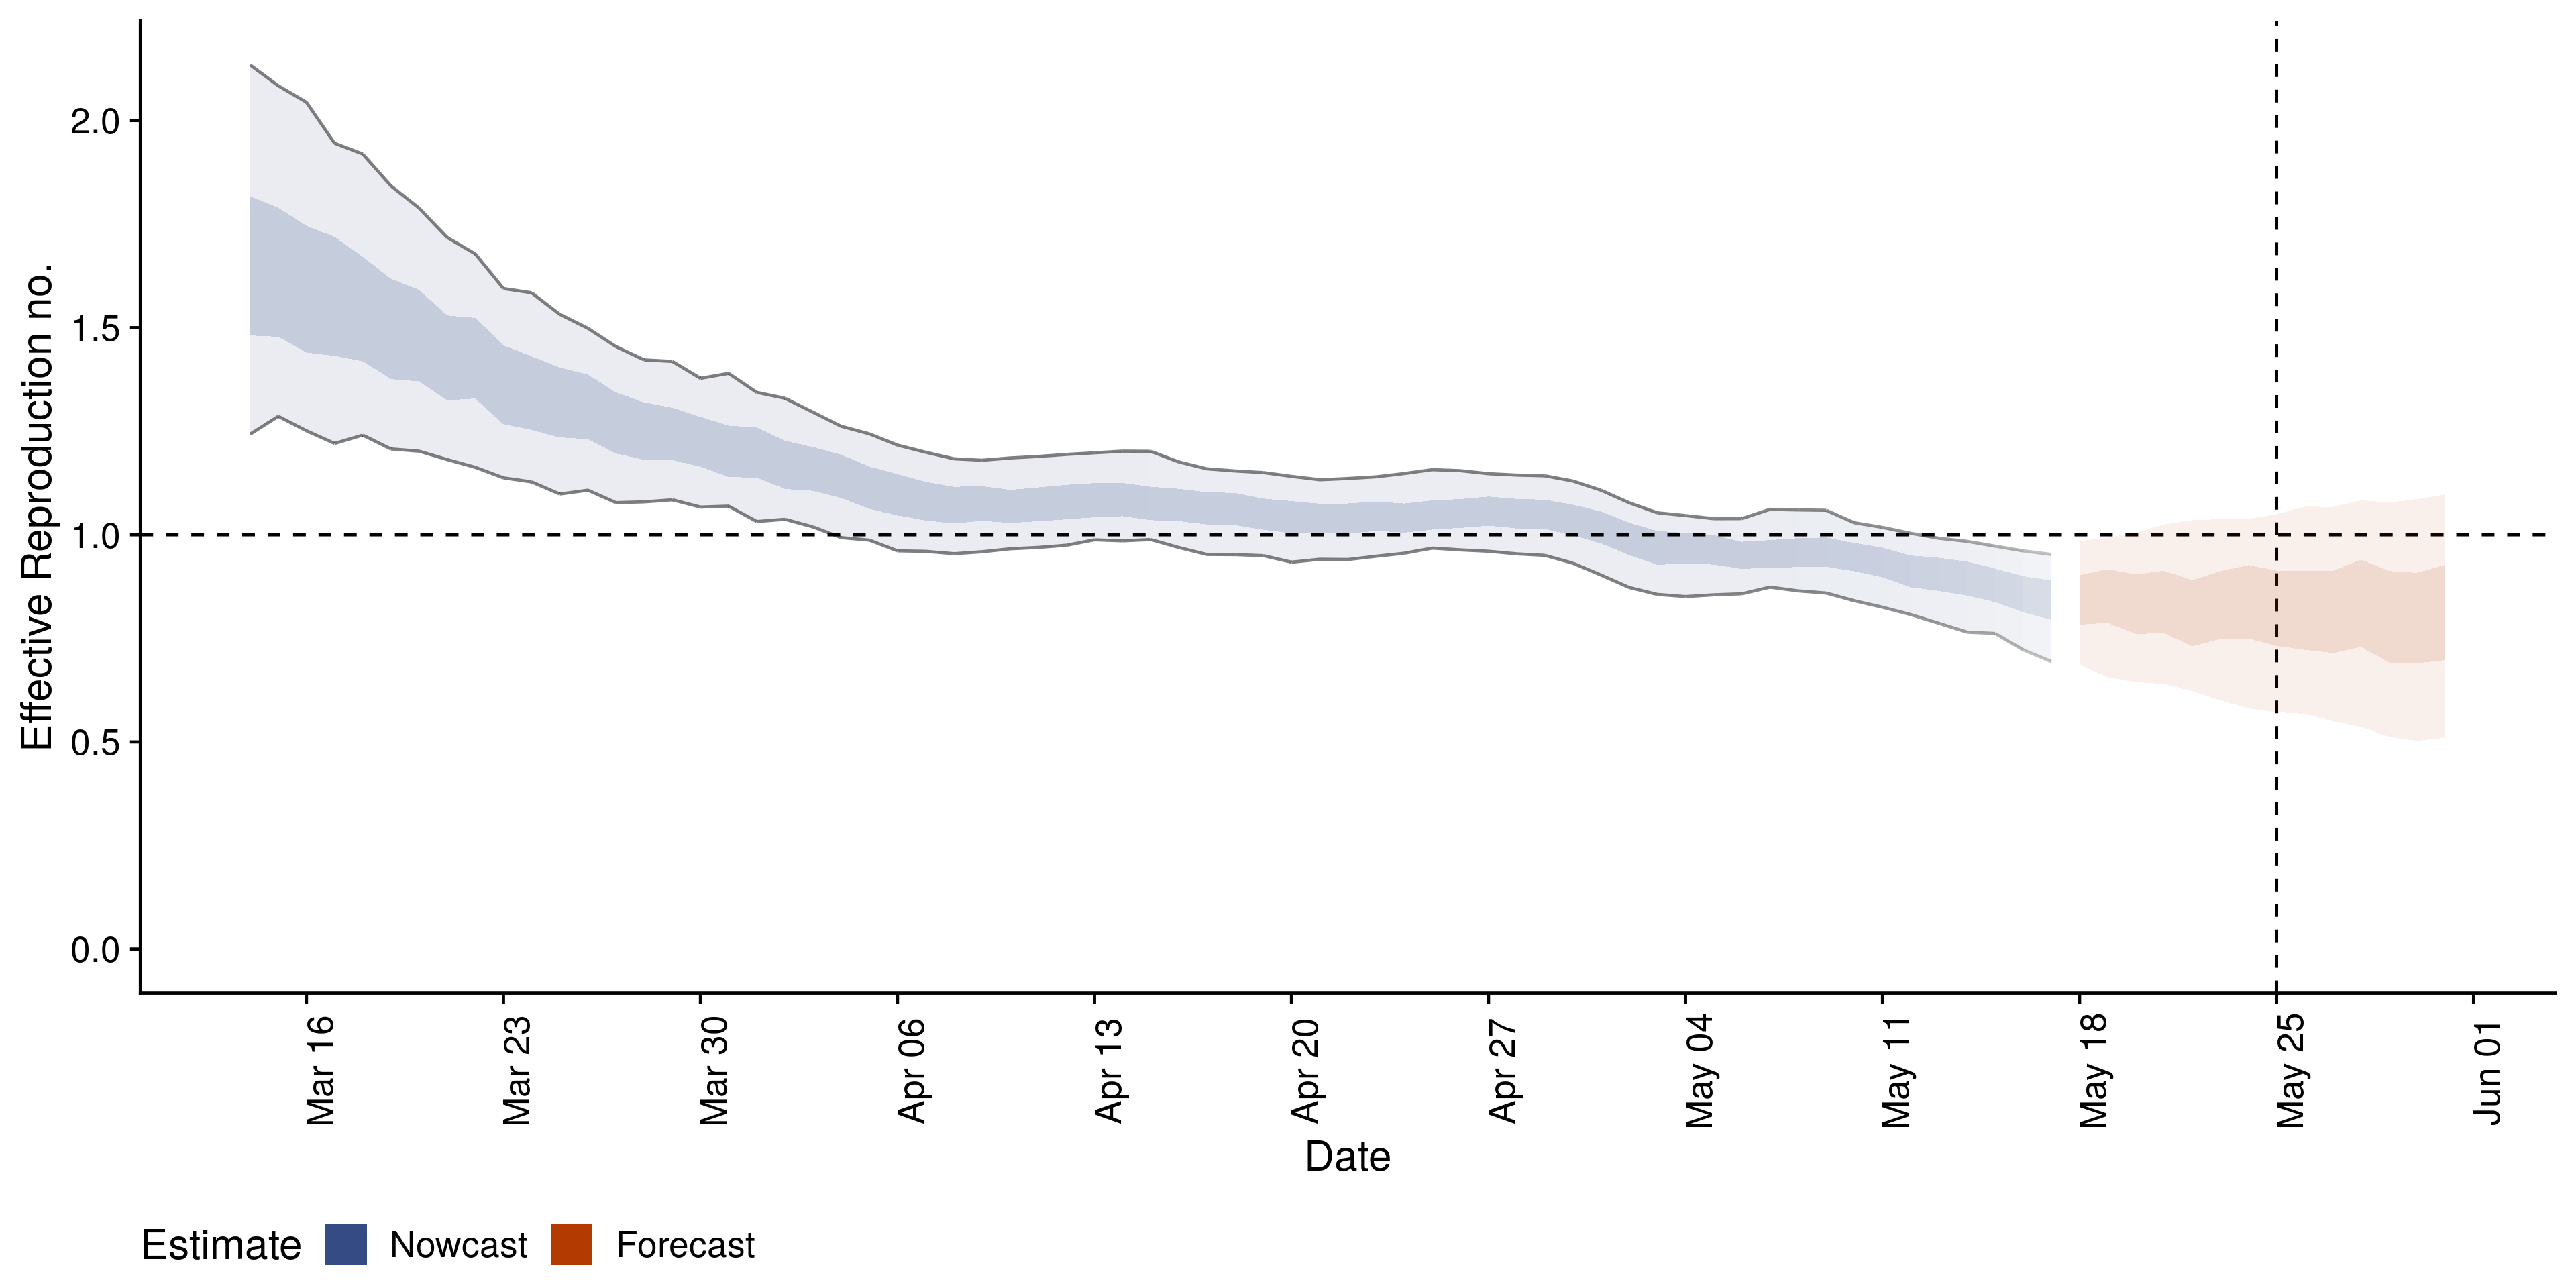 Effective Reproduction no.
2.0
1.5
1.0
0.5
0.0
Mar 16
Mar 23
Mar 30
Apr 06
Apr 13
Apr 20
Apr 27
May 04
May 11
May 18
May 25
Jun 01
Date
Estimate Nowcast Forecast